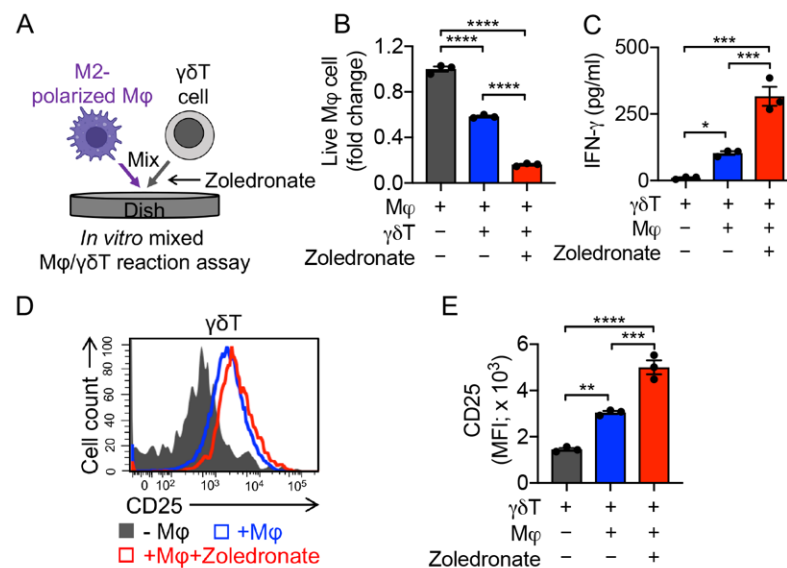 A
M2-
polarized Mφ
γδT
cell
Mix
Zoledronate
Dish
In vitro mixed
Mφ/γδT reaction assay
B
Live Mφ cell
(fold change)
1.2
0.8
0.4
0.0
****
****
****
Mφ + + +
γδT − + +
Zoledronate − − +
C
IFN-γ (pg/ml)
500
250
0
***
***
*
γδT + + +
Mφ − + +
Zoledronate − − +
D
γδT
Cell count
100
80
60
40
20
0
0 10² 10³ 10⁴ 10⁵
CD25
- Mφ +Mφ
+Mφ+Zoledronate
E
CD25
(MFI; x 10³)
6
4
2
0
****
***
**
γδT + + +
Mφ − + +
Zoledronate − − +